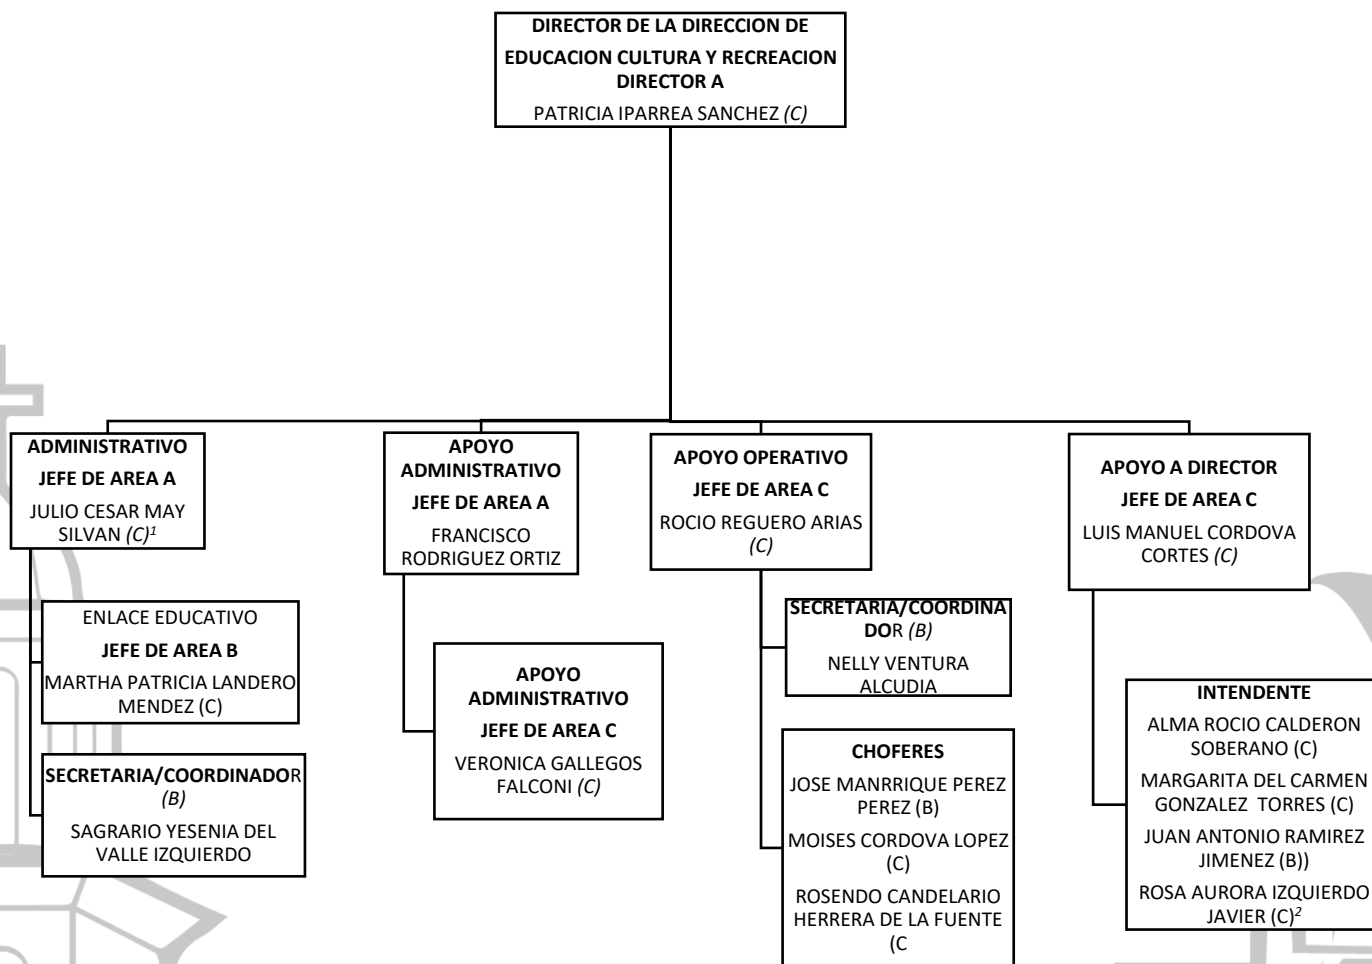 DIRECTOR DE LA DIRECCION DE
EDUCACION CULTURA Y RECREACION
DIRECTOR A
PATRICIA IPARREA SANCHEZ (C)
ADMINISTRATIVO
JEFE DE AREA A
JULIO CESAR MAY
SILVAN (C)¹
ENLACE EDUCATIVO
JEFE DE AREA B
MARTHA PATRICIA LANDERO
MENDEZ (C)
SECRETARIA/COORDINADOR
(B)
SAGRARIO YESENIA DEL
VALLE IZQUIERDO
APOYO
ADMINISTRATIVO
JEFE DE AREA A
FRANCISCO
RODRIGUEZ ORTIZ
APOYO
ADMINISTRATIVO
JEFE DE AREA C
VERONICA GALLEGOS
FALCONI (C)
APOYO OPERATIVO
JEFE DE AREA C
ROCIO REGUERO ARIAS
(C)
SECRETARIA/COORDINA
DOR (B)
NELLY VENTURA
ALCUDIA
CHOFERES
JOSE MANRRIQUE PEREZ
PEREZ (B)
MOISES CORDOVA LOPEZ
(C)
ROSENDO CANDELARIO
HERRERA DE LA FUENTE
(C
APOYO A DIRECTOR
JEFE DE AREA C
LUIS MANUEL CORDOVA
CORTES (C)
INTENDENTE
ALMA ROCIO CALDERON
SOBERANO (C)
MARGARITA DEL CARMEN
GONZALEZ  TORRES (C)
JUAN ANTONIO RAMIREZ
JIMENEZ (B))
ROSA AURORA IZQUIERDO
JAVIER (C)²